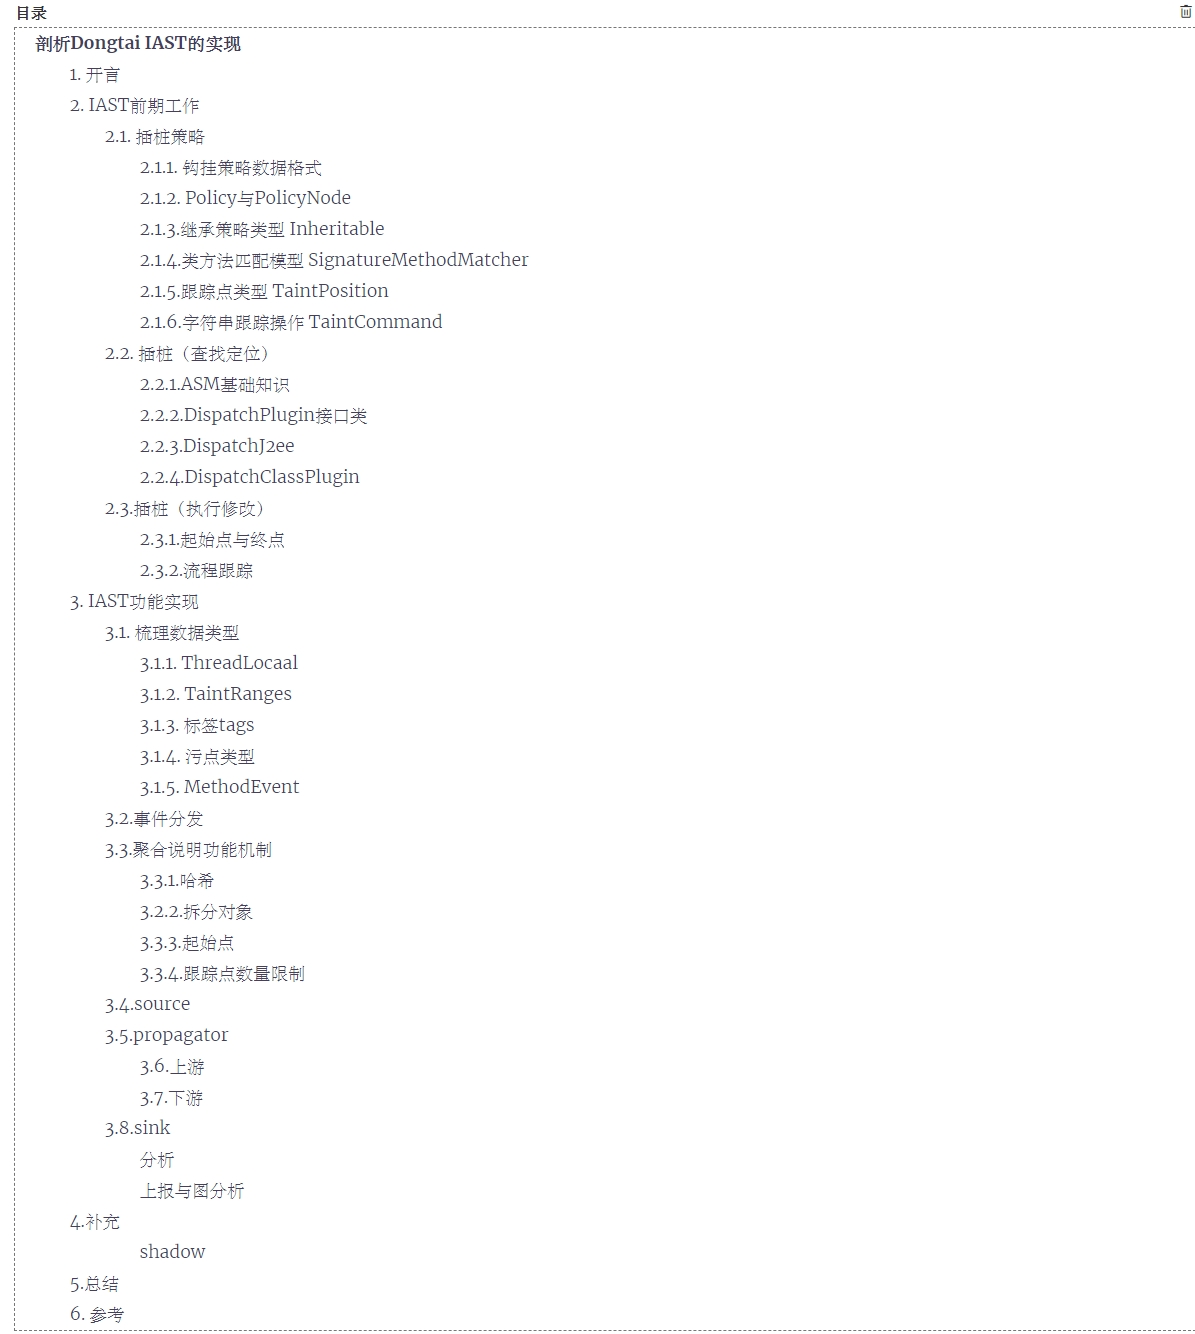 目录
剖析Dongtai IAST的实现
1. 开言
2. IAST前期工作
2.1. 插桩策略
2.1.1. 钩挂策略数据格式
2.1.2. Policy与PolicyNode
2.1.3.继承策略类型 Inheritable
2.1.4.类方法匹配模型 SignatureMethodMatcher
2.1.5.跟踪点类型 TaintPosition
2.1.6.字符串跟踪操作 TaintCommand
2.2. 插桩（查找定位）
2.2.1.ASM基础知识
2.2.2.DispatchPlugin接口类
2.2.3.DispatchJ2ee
2.2.4.DispatchClassPlugin
2.3.插桩（执行修改）
2.3.1.起始点与终点
2.3.2.流程跟踪
3. IAST功能实现
3.1. 梳理数据类型
3.1.1. ThreadLocaal
3.1.2. TaintRanges
3.1.3. 标签tags
3.1.4. 污点类型
3.1.5. MethodEvent
3.2.事件分发
3.3.聚合说明功能机制
3.3.1.哈希
3.2.2.拆分对象
3.3.3.起始点
3.3.4.跟踪点数量限制
3.4.source
3.5.propagator
3.6.上游
3.7.下游
3.8.sink
分析
上报与图分析
4.补充
shadow
5.总结
6. 参考